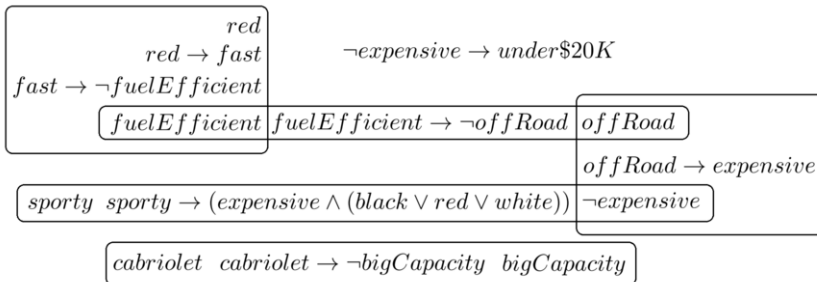 red
red → fast ¬expensive → under$20K
fast → ¬fuelEfficient
fuelEfficient fuelEfficient → ¬offRoad offRoad
offRoad → expensive
sporty sporty → (expensive ∧ (black ∨ red ∨ white)) ¬expensive
cabriolet cabriolet → ¬bigCapacity bigCapacity